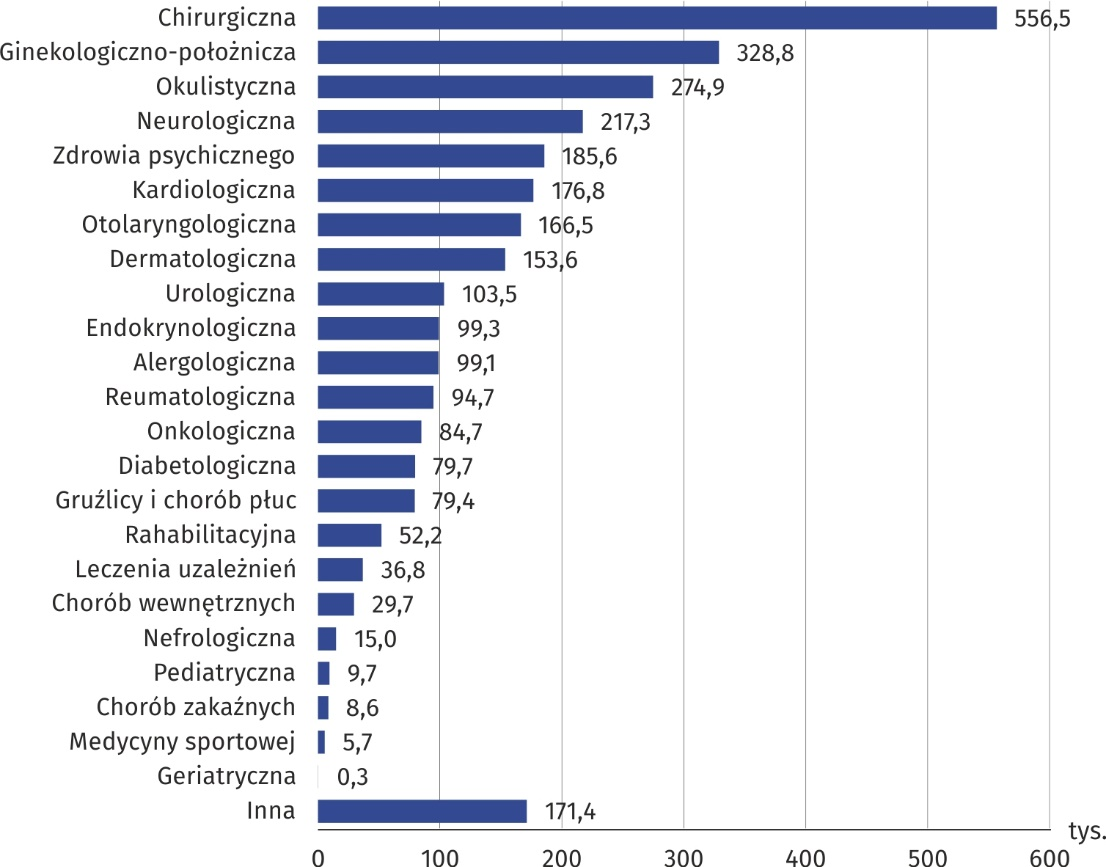 Chirurgiczna 556,5
Ginekologiczno-położnicza 328,8
Okulistyczna 274,9
Neurologiczna 217,3
Zdrowia psychicznego 185,6
Kardiologiczna 176,8
Otolaryngologiczna 166,5
Dermatologiczna 153,6
Urologiczna 103,5
Endokrynologiczna 99,3
Alergologiczna 99,1
Reumatologiczna 94,7
Onkologiczna 84,7
Diabetologiczna 79,7
Gruźlicy i chorób płuc 79,4
Rahabilitacyjna 52,2
Leczenia uzależnień 36,8
Chorób wewnętrznych 29,7
Nefrologiczna 15,0
Pediatryczna 9,7
Chorób zakaźnych 8,6
Medycyny sportowej 5,7
Geriatryczna 0,3
Inna 171,4
tys.
0 100 200 300 400 500 600